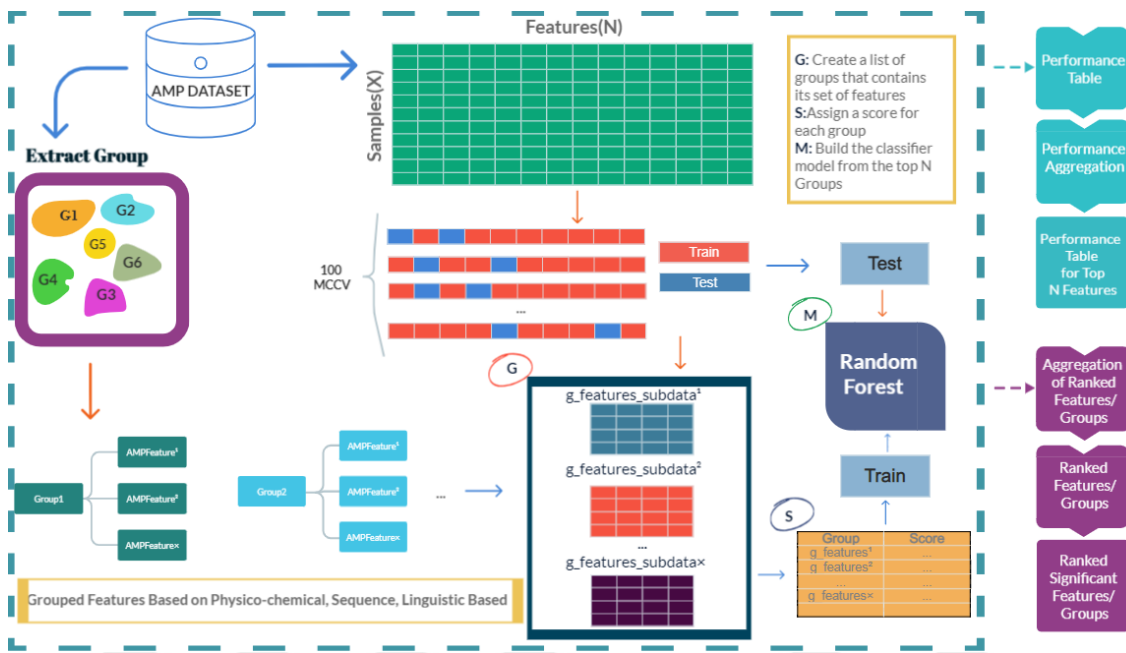 Features(N)
Samples(X)
AMP DATASET
Extract Group
G1
G2
G5
G6
G4
G3
G: Create a list of
groups that contains
its set of features
S:Assign a score for
each group
M: Build the classifier
model from the top N
Groups
100
MCCV
...
Train
Test
Test
M
Random
Forest
Train
G
g_features_subdata¹
g_features_subdata²
...
g_features_subdata×
S
Group Score
g_features¹ ...
g_features² ...
... ...
g_features× ...
Group1
AMPFeature¹
AMPFeature²
AMPFeature×
Group2
AMPFeature¹
AMPFeature²
AMPFeature×
...
Grouped Features Based on Physico-chemical, Sequence, Linguistic Based
Performance
Table
Performance
Aggregation
Performance
Table
for Top
N Features
Aggregation
of Ranked
Features/
Groups
Ranked
Features/
Groups
Ranked
Significant
Features/
Groups